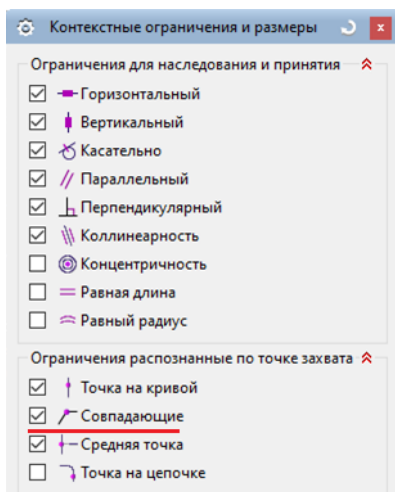 Контекстные ограничения и размеры
Ограничения для наследования и принятия
Горизонтальный
Вертикальный
Касательно
Параллельный
Перпендикулярный
Коллинеарность
Концентричность
Равная длина
Равный радиус
Ограничения распознанные по точке захвата
Точка на кривой
Совпадающие
Средняя точка
Точка на цепочке